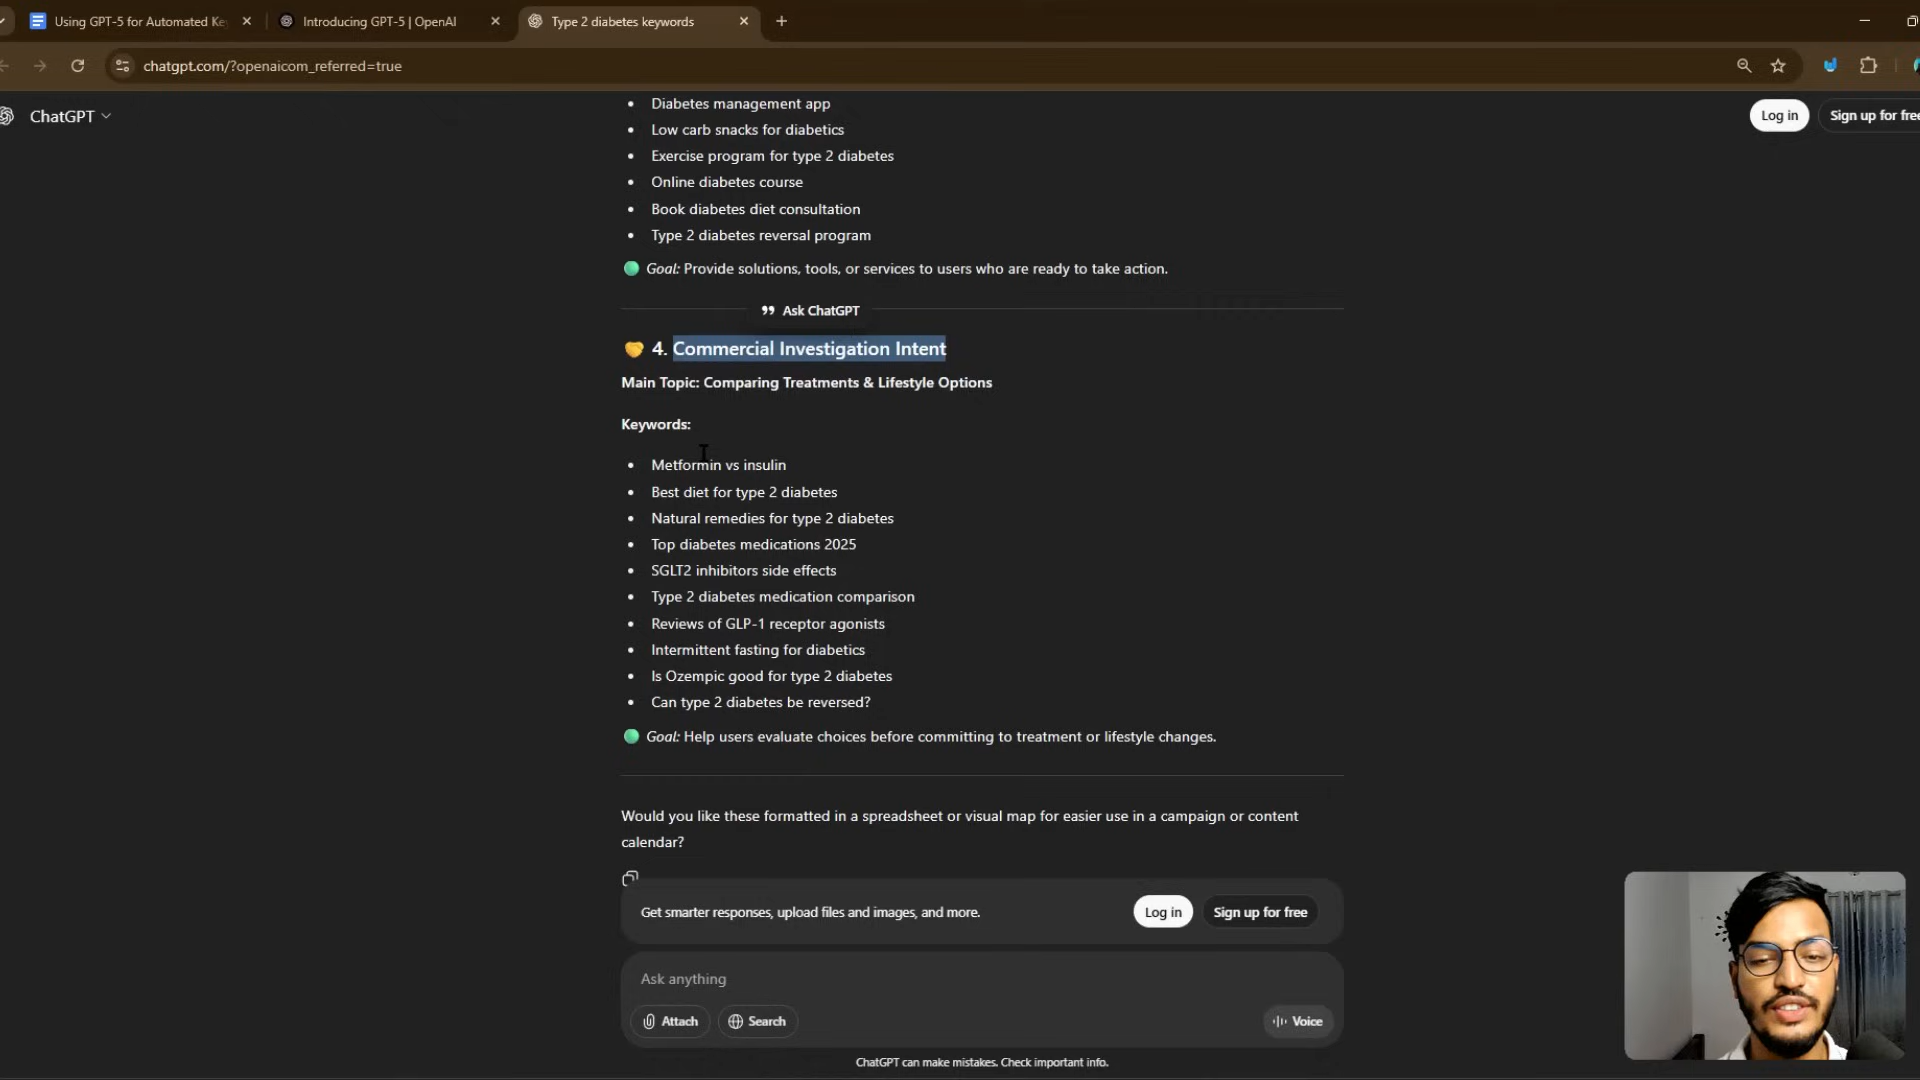 Using GPT-5 for Automated Ke
Introducing GPT-5 | OpenAI
Type 2 diabetes keywords
chatgpt.com/?openaicom_referred=true
ChatGPT
Log in
Sign up for free
• Diabetes management app
• Low carb snacks for diabetics
• Exercise program for type 2 diabetes
• Online diabetes course
• Book diabetes diet consultation
• Type 2 diabetes reversal program
Goal: Provide solutions, tools, or services to users who are ready to take action.
Ask ChatGPT
4. Commercial Investigation Intent
Main Topic: Comparing Treatments & Lifestyle Options
Keywords:
• Metformin vs insulin
• Best diet for type 2 diabetes
• Natural remedies for type 2 diabetes
• Top diabetes medications 2025
• SGLT2 inhibitors side effects
• Type 2 diabetes medication comparison
• Reviews of GLP-1 receptor agonists
• Intermittent fasting for diabetics
• Is Ozempic good for type 2 diabetes
• Can type 2 diabetes be reversed?
Goal: Help users evaluate choices before committing to treatment or lifestyle changes.
Would you like these formatted in a spreadsheet or visual map for easier use in a campaign or content
calendar?
Get smarter responses, upload files and images, and more.
Log in
Sign up for free
Ask anything
Attach
Search
Voice
ChatGPT can make mistakes. Check important info.